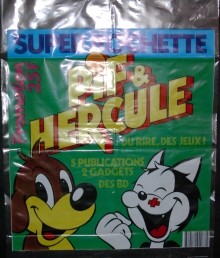 SUPER POCHETTE
PIF &
HERCULE
DU RIRE, DES JEUX !
5 PUBLICATIONS
2 GADGETS
DES BD